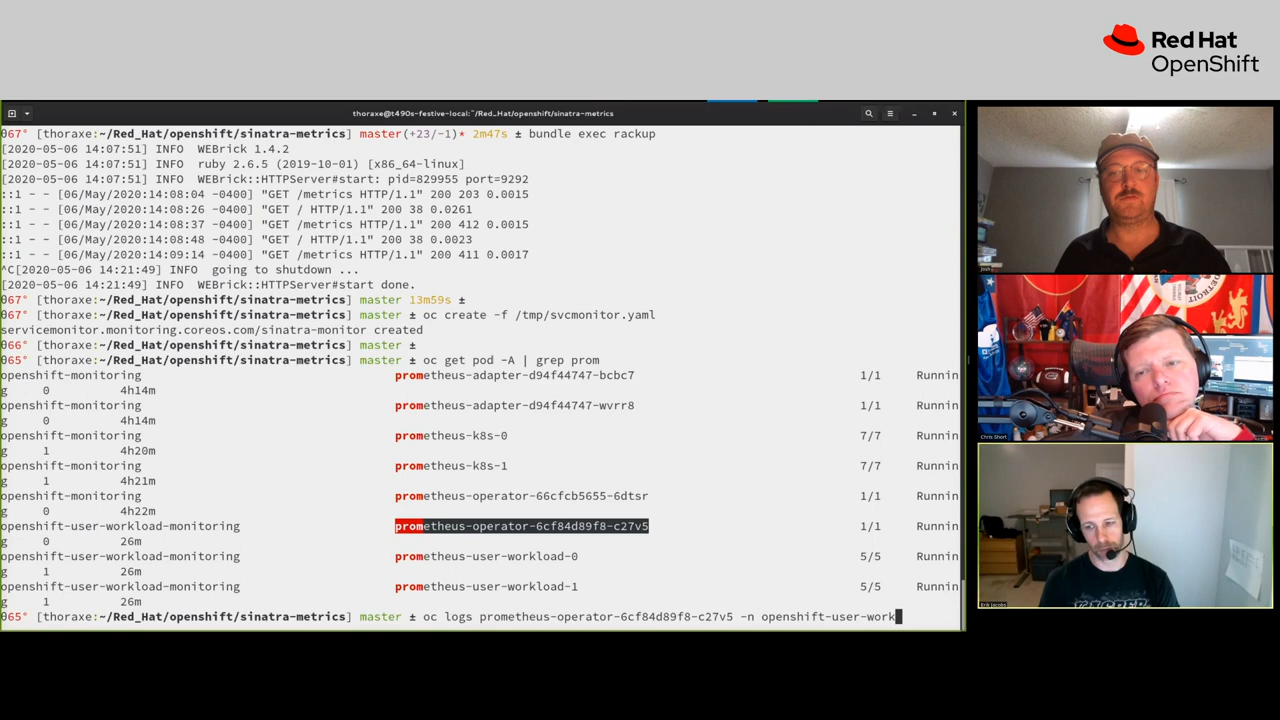 Red Hat
OpenShift
thoraxe@t490s-festive-local:~/Red_Hat/openshift/sinatra-metrics
067° [thoraxe:~/Red_Hat/openshift/sinatra-metrics] master(+23/-1)* 2m47s ± bundle exec rackup
[2020-05-06 14:07:51] INFO  WEBrick 1.4.2
[2020-05-06 14:07:51] INFO  ruby 2.6.5 (2019-10-01) [x86_64-linux]
[2020-05-06 14:07:51] INFO  WEBrick::HTTPServer#start: pid=829955 port=9292
::1 - - [06/May/2020:14:08:04 -0400] "GET /metrics HTTP/1.1" 200 203 0.0015
::1 - - [06/May/2020:14:08:26 -0400] "GET / HTTP/1.1" 200 38 0.0261
::1 - - [06/May/2020:14:08:37 -0400] "GET /metrics HTTP/1.1" 200 412 0.0015
::1 - - [06/May/2020:14:08:48 -0400] "GET / HTTP/1.1" 200 38 0.0023
::1 - - [06/May/2020:14:09:14 -0400] "GET /metrics HTTP/1.1" 200 411 0.0017
^C[2020-05-06 14:21:49] INFO  going to shutdown ...
[2020-05-06 14:21:49] INFO  WEBrick::HTTPServer#start done.
067° [thoraxe:~/Red_Hat/openshift/sinatra-metrics] master 13m59s ±
067° [thoraxe:~/Red_Hat/openshift/sinatra-metrics] master ± oc create -f /tmp/svcmonitor.yaml
servicemonitor.monitoring.coreos.com/sinatra-monitor created
066° [thoraxe:~/Red_Hat/openshift/sinatra-metrics] master ±
065° [thoraxe:~/Red_Hat/openshift/sinatra-metrics] master ± oc get pod -A | grep prom
openshift-monitoring prometheus-adapter-d94f44747-bcbc7 1/1 Runnin
g 0 4h14m
openshift-monitoring prometheus-adapter-d94f44747-wvrr8 1/1 Runnin
g 0 4h14m
openshift-monitoring prometheus-k8s-0 7/7 Runnin
g 1 4h20m
openshift-monitoring prometheus-k8s-1 7/7 Runnin
g 1 4h21m
openshift-monitoring prometheus-operator-66cfcb5655-6dtsr 1/1 Runnin
g 0 4h22m
openshift-user-workload-monitoring prometheus-operator-6cf84d89f8-c27v5 1/1 Runnin
g 0 26m
openshift-user-workload-monitoring prometheus-user-workload-0 5/5 Runnin
g 1 26m
openshift-user-workload-monitoring prometheus-user-workload-1 5/5 Runnin
g 1 26m
065° [thoraxe:~/Red_Hat/openshift/sinatra-metrics] master ± oc logs prometheus-operator-6cf84d89f8-c27v5 -n openshift-user-work
Josh
Chris Short
Erik Jacobs